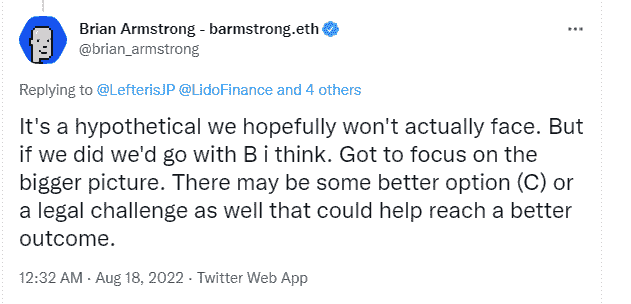 Brian Armstrong - barmstrong.eth
@brian_armstrong
Replying to @LefterisJP @LidoFinance and 4 others
It's a hypothetical we hopefully won't actually face. But
if we did we'd go with B i think. Got to focus on the
bigger picture. There may be some better option (C) or
a legal challenge as well that could help reach a better
outcome.
12:32 AM · Aug 18, 2022 · Twitter Web App